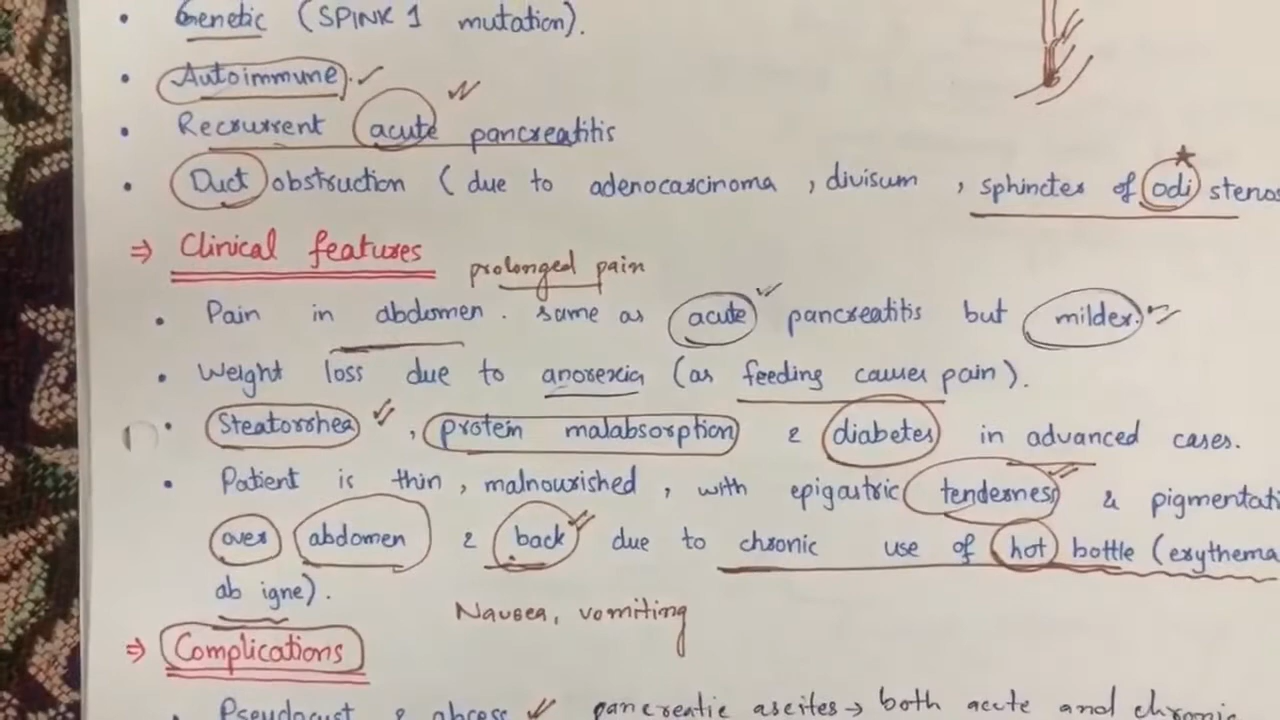 • Genetic (SPINK 1 mutation).
• Autoimmune.
• Recurrent acute pancreatitis
• Duct obstruction ( due to adenocarcinoma , divisum , sphincter of odi stenos
⇒ Clinical features
prolonged pain
• Pain in abdomen . same as acute pancreatitis but milder.
• Weight loss due to anorexia (as feeding causes pain).
• Steatorrhea , protein malabsorption & diabetes in advanced cases.
• Patient is thin , malnourished , with epigastric tenderness & pigmentati
over abdomen & back due to chronic use of hot bottle (erythema
ab igne).
Nausea, vomiting
⇒ Complications
• Pseudocyst & abcess pancreatic ascites → both acute and chronic